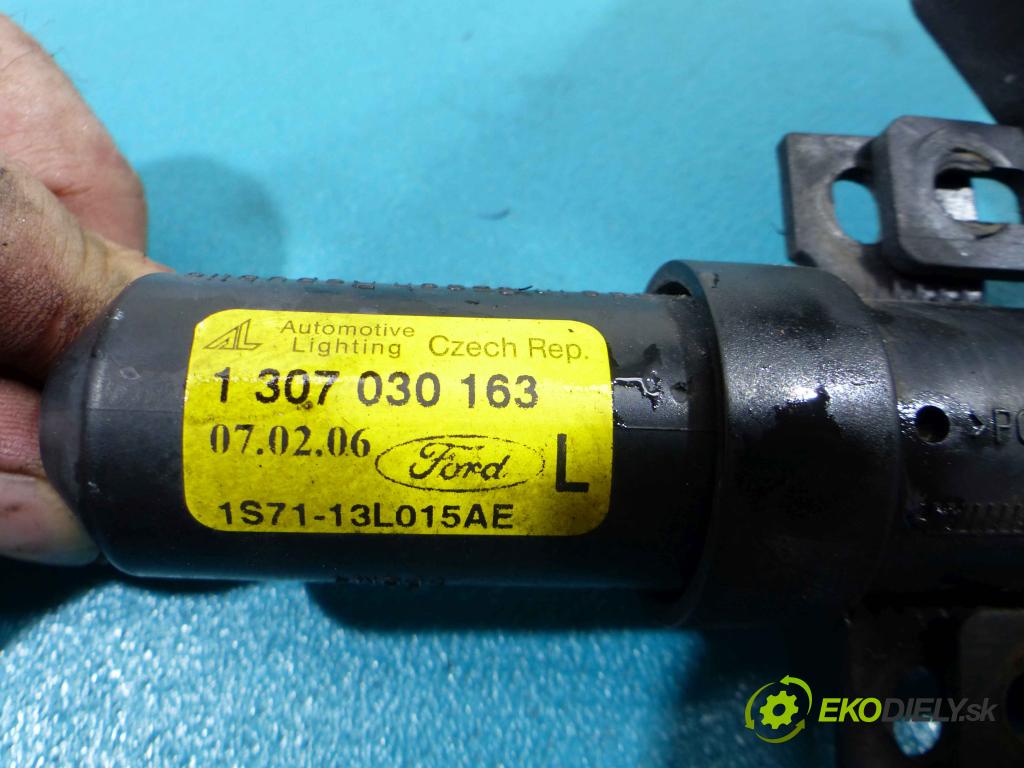 AL Automotive Lighting Czech Rep.
1 307 030 163
07.02.06 Ford L
1S71-13L015AE
EKODIELY.sk